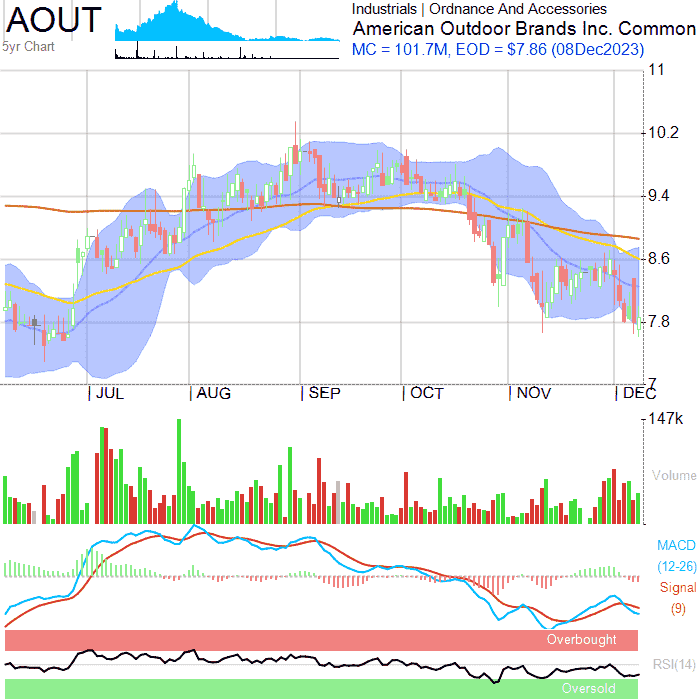 AOUT
5yr Chart
Industrials | Ordnance And Accessories
American Outdoor Brands Inc. Common
MC = 101.7M, EOD = $7.86 (08Dec2023)
11
10.2
9.4
8.6
7.8
7
| JUL | AUG | SEP | OCT | NOV | DEC
147k
Volume
MACD
(12-26)
Signal
(9)
Overbought
RSI(14)
Oversold